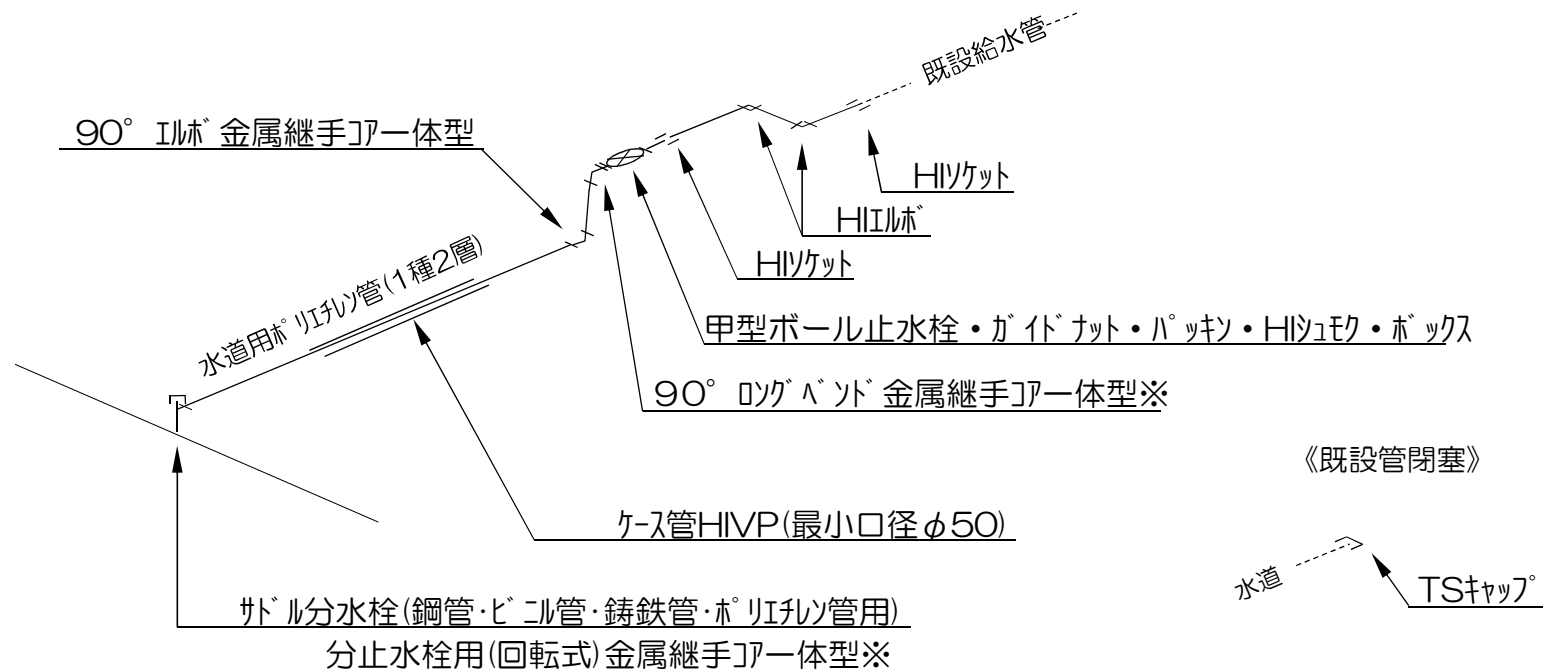 既設給水管
90° ｴﾙﾎﾞ金属継手ｺｱ一体型
HIｿｹｯﾄ
HIｴﾙﾎﾞ
HIｿｹｯﾄ
水道用ﾎﾟﾘｴﾁﾚﾝ管(1種2層)
甲型ボール止水栓・ｶﾞｲﾄﾞﾅｯﾄ・ﾊﾟｯｷﾝ・HIｼｭﾓｸ・ﾎﾞｯｸｽ
90° ﾛﾝｸﾞﾍﾞﾝﾄﾞ金属継手ｺｱ一体型※
《既設管閉塞》
ｹｰｽ管HIVP(最小口径φ50)
水道
TSｷｬｯﾌﾟ
ｻﾄﾞﾙ分水栓(鋼管･ﾋﾞﾆﾙ管･鋳鉄管･ﾎﾟﾘｴﾁﾚﾝ管用)
分止水栓用(回転式)金属継手ｺｱ一体型※